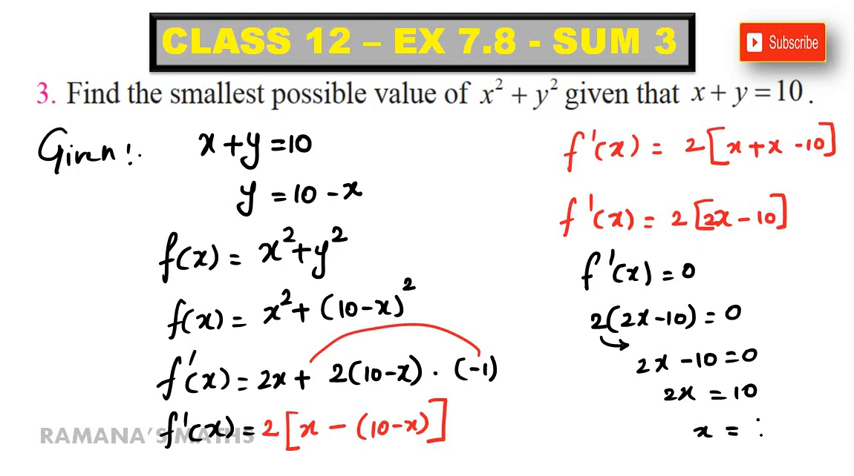 CLASS 12 – EX 7.8 - SUM 3
Subscribe
3. Find the smallest possible value of x² + y² given that x + y = 10 .
Given:.
x + y = 10
y = 10 - x
f(x) = x² + y²
f(x) = x² + (10-x)²
f'(x) = 2x + 2(10-x) · (-1)
f'(x) = 2[x - (10-x)]
RAMANA'S MATHS
f'(x) = 2[x + x - 10]
f'(x) = 2[2x - 10]
f'(x) = 0
2(2x-10) = 0
2x - 10 = 0
2x = 10
x =